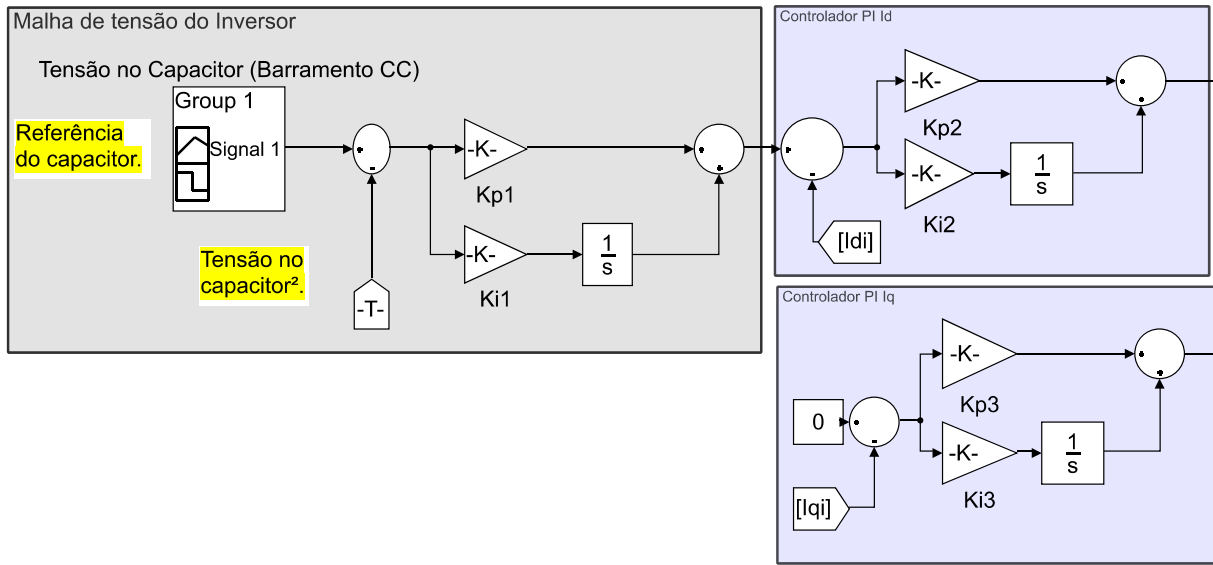 Malha de tensão do Inversor
Tensão no Capacitor (Barramento CC)
Group 1
Signal 1
Referência
do capacitor.
Tensão no
capacitor².
-T-
-K-
Kp1
-K-
Ki1
1
s
Controlador PI Id
-K-
Kp2
-K-
Ki2
1
s
[Idi]
Controlador PI Iq
0
[Iqi]
-K-
Kp3
-K-
Ki3
1
s